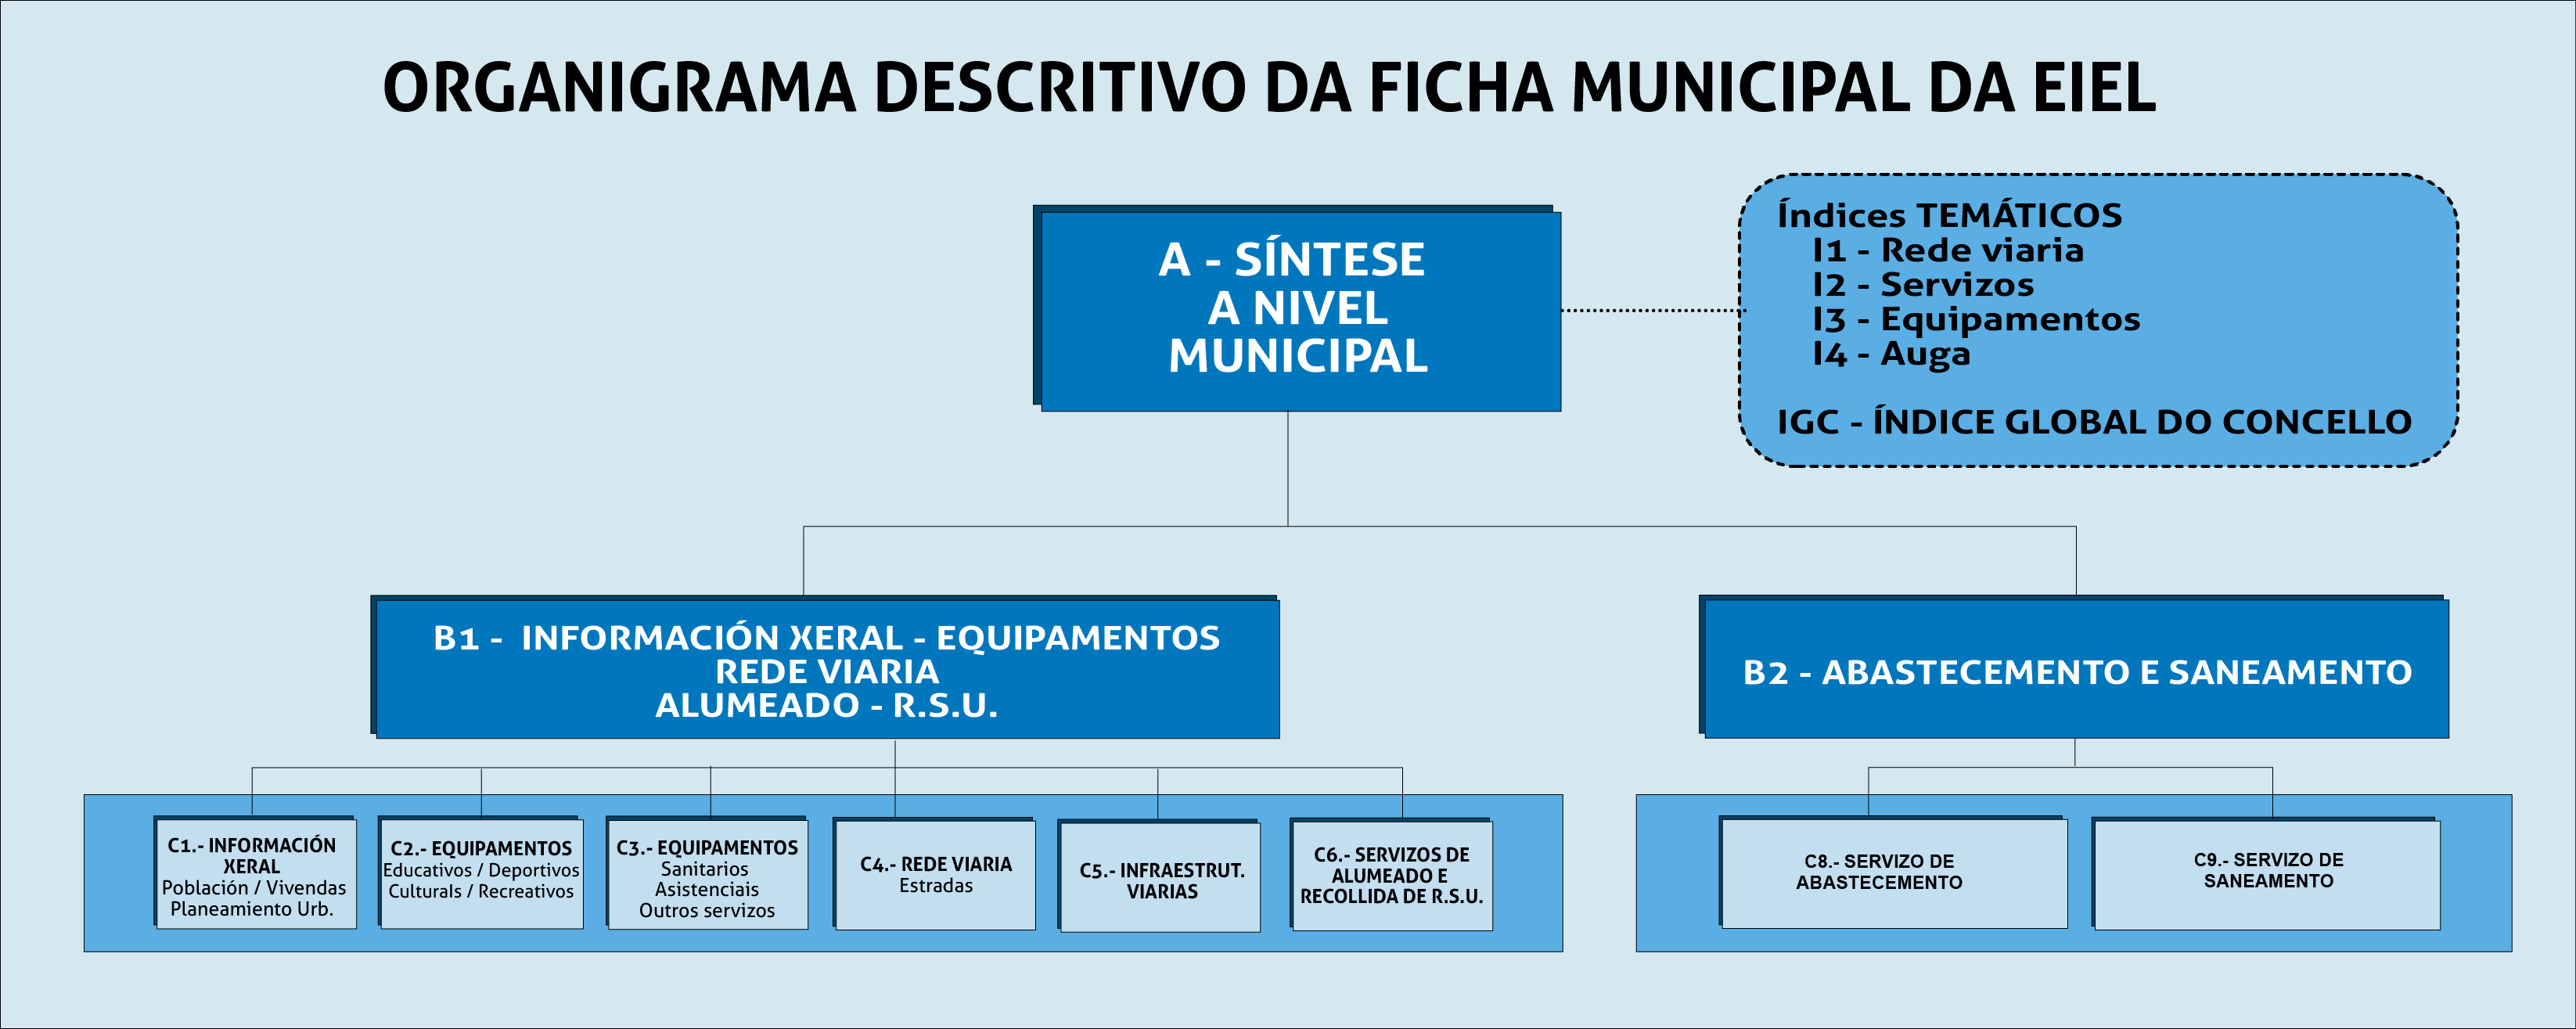 ORGANIGRAMA DESCRITIVO DA FICHA MUNICIPAL DA EIEL
A - SÍNTESE
A NIVEL
MUNICIPAL
Índices TEMÁTICOS
I1 - Rede viaria
I2 - Servizos
I3 - Equipamentos
I4 - Auga
IGC - ÍNDICE GLOBAL DO CONCELLO
B1 - INFORMACIÓN XERAL - EQUIPAMENTOS
REDE VIARIA
ALUMEADO - R.S.U.
B2 - ABASTECEMENTO E SANEAMENTO
C1.- INFORMACIÓN
XERAL
Población / Vivendas
Planeamiento Urb.
C2.- EQUIPAMENTOS
Educativos / Deportivos
Culturals / Recreativos
C3.- EQUIPAMENTOS
Sanitarios
Asistenciais
Outros servizos
C4.- REDE VIARIA
Estradas
C5.- INFRAESTRUT.
VIARIAS
C6.- SERVIZOS DE
ALUMEADO E
RECOLLIDA DE R.S.U.
C8.- SERVIZO DE
ABASTECEMENTO
C9.- SERVIZO DE
SANEAMENTO